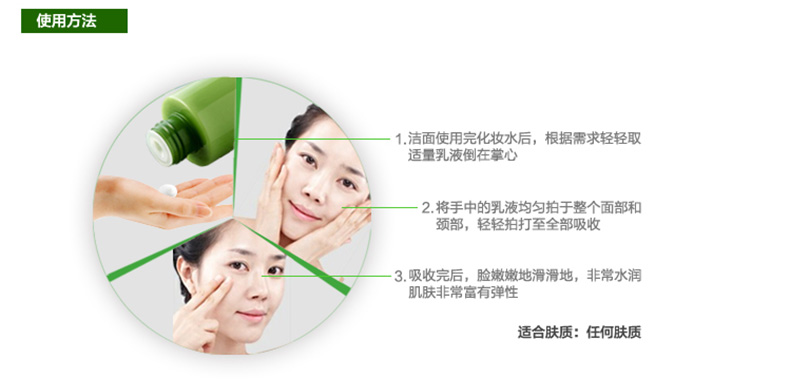 使用方法
1.洁面使用完化妆水后，根据需求轻轻取
适量乳液倒在掌心
2.将手中的乳液均匀拍于整个面部和
颈部，轻轻拍打至全部吸收
3.吸收完后，脸嫩嫩地滑滑地，非常水润
肌肤非常富有弹性
适合肤质：任何肤质